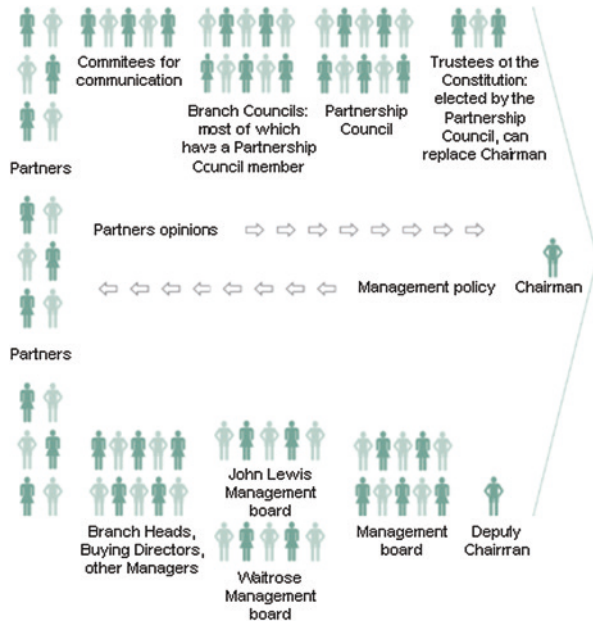 Commitees for
communication
Branch Councils:
most of which
have a Partnership
Council member
Partnership
Council
Trustees of the
Constitution:
elected by the
Partnership
Council, can
replace Chairman
Partners
Partners opinions
Management policy
Chairman
Partners
Branch Heads,
Buying Directors,
other Managers
John Lewis
Management
board
Waitrose
Management
board
Management
board
Deputy
Chairman